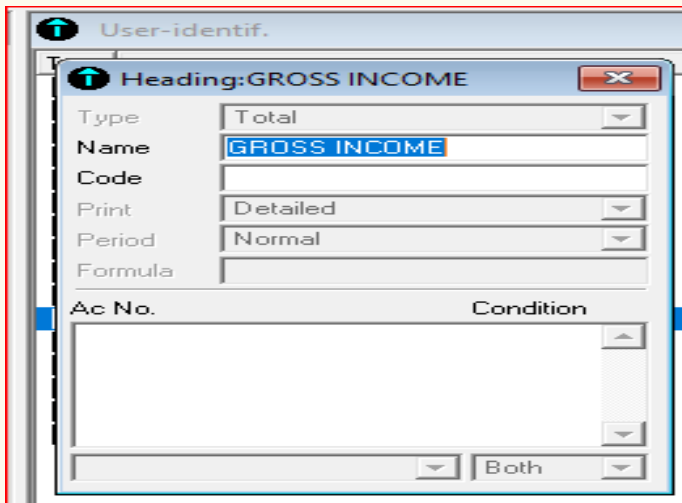 User-identif.
Heading:GROSS INCOME
Type Total
Name GROSS INCOME
Code
Print Detailed
Period Normal
Formula
Ac No. Condition
Both